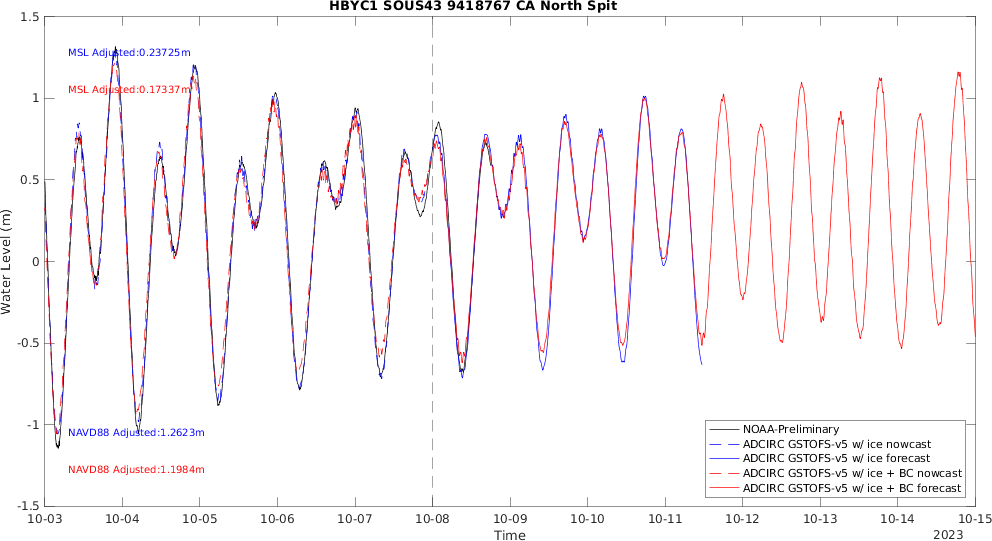 HBYC1 SOUS43 9418767 CA North Spit
1.5
1
0.5
0
-0.5
-1
-1.5
Water Level (m)
MSL Adjusted:0.23725m
MSL Adjusted:0.17337m
NAVD88 Adjusted:1.2623m
NAVD88 Adjusted:1.1984m
NOAA-Preliminary
ADCIRC GSTOFS-v5 w/ ice nowcast
ADCIRC GSTOFS-v5 w/ ice forecast
ADCIRC GSTOFS-v5 w/ ice + BC nowcast
ADCIRC GSTOFS-v5 w/ ice + BC forecast
10-03 10-04 10-05 10-06 10-07 10-08 10-09 10-10 10-11 10-12 10-13 10-14 10-15
Time
2023